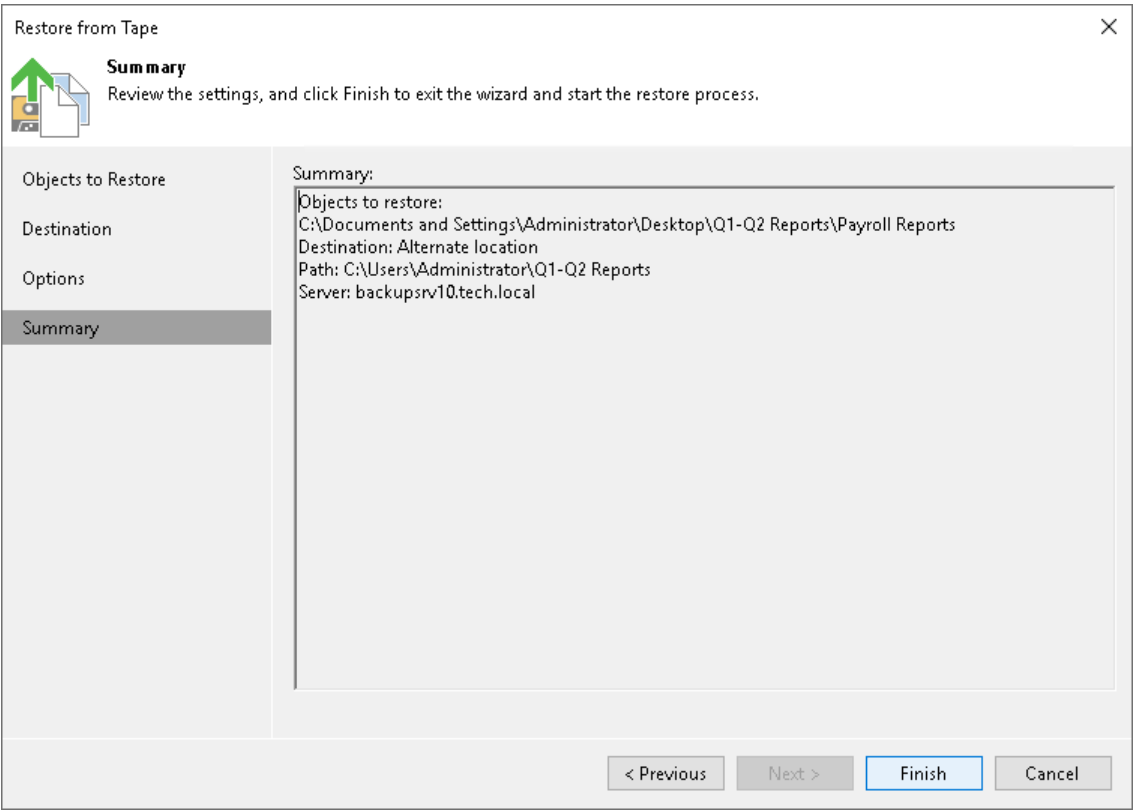 Restore from Tape
Summary
Review the settings, and click Finish to exit the wizard and start the restore process.
Objects to Restore
Destination
Options
Summary
Summary:
Objects to restore:
C:\Documents and Settings\Administrator\Desktop\Q1-Q2 Reports\Payroll Reports
Destination: Alternate location
Path: C:\Users\Administrator\Q1-Q2 Reports
Server: backupsrv10.tech.local
< Previous
Next >
Finish
Cancel